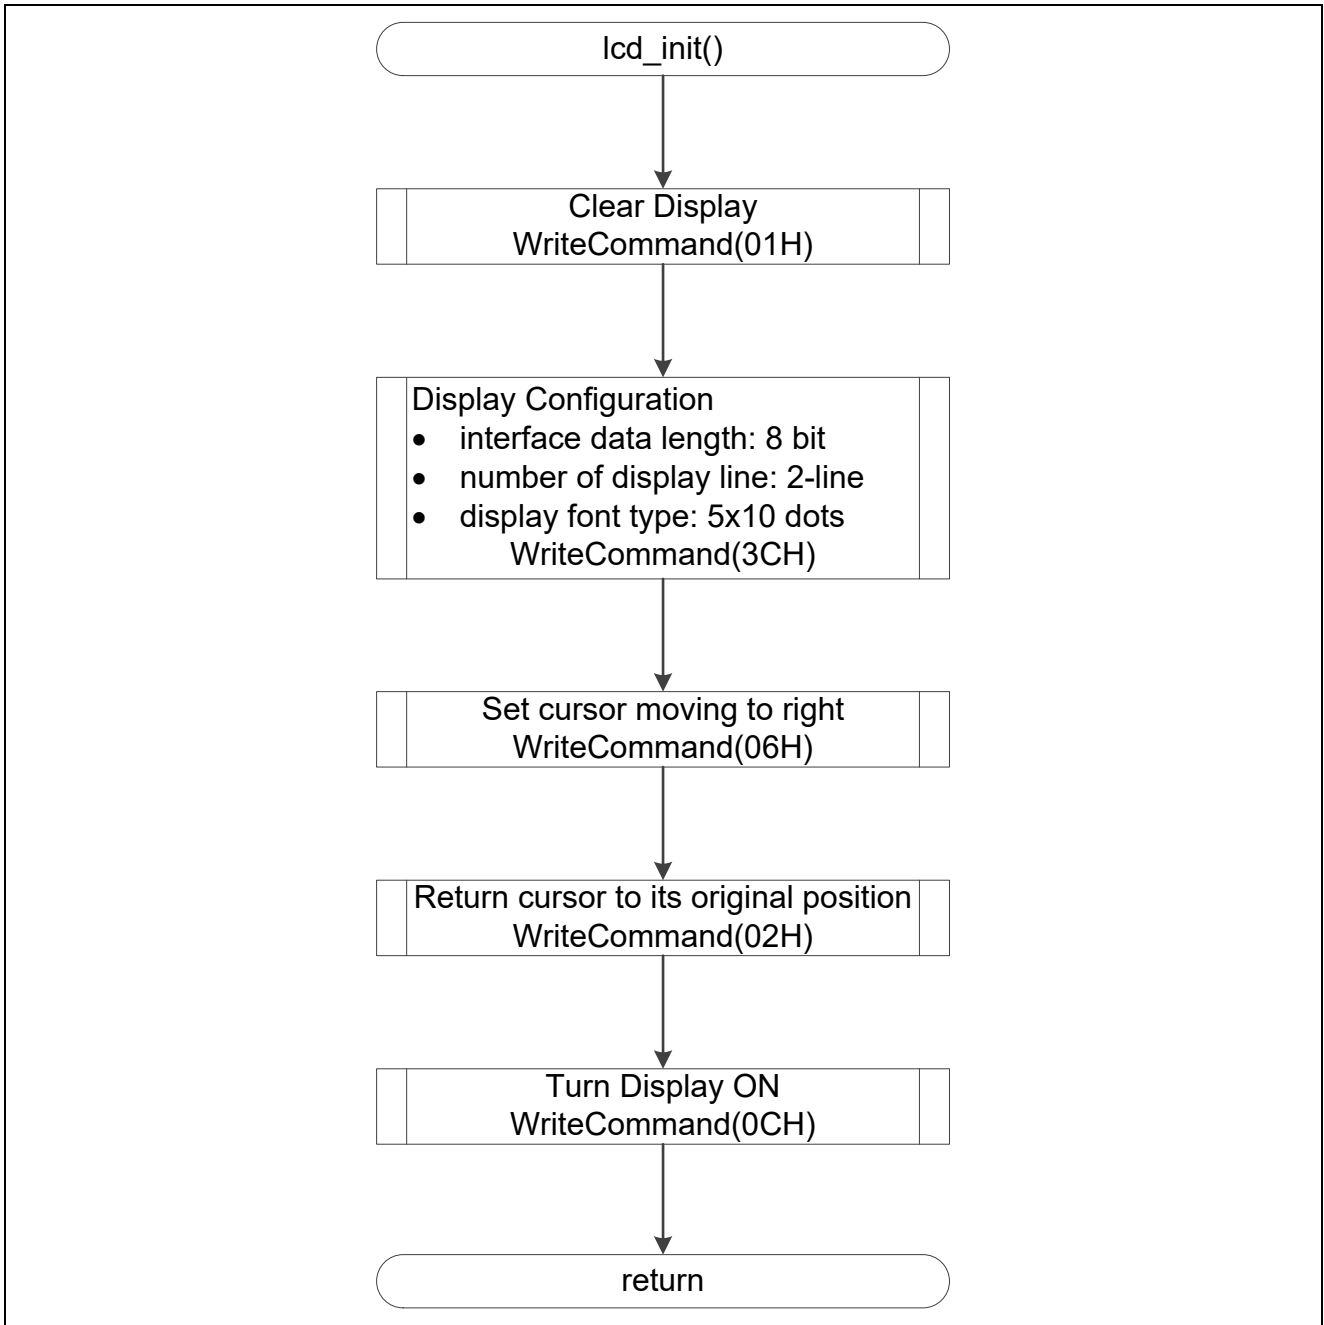 lcd_init()
Clear Display
WriteCommand(01H)
Display Configuration
• interface data length: 8 bit
• number of display line: 2-line
• display font type: 5x10 dots
WriteCommand(3CH)
Set cursor moving to right
WriteCommand(06H)
Return cursor to its original position
WriteCommand(02H)
Turn Display ON
WriteCommand(0CH)
return